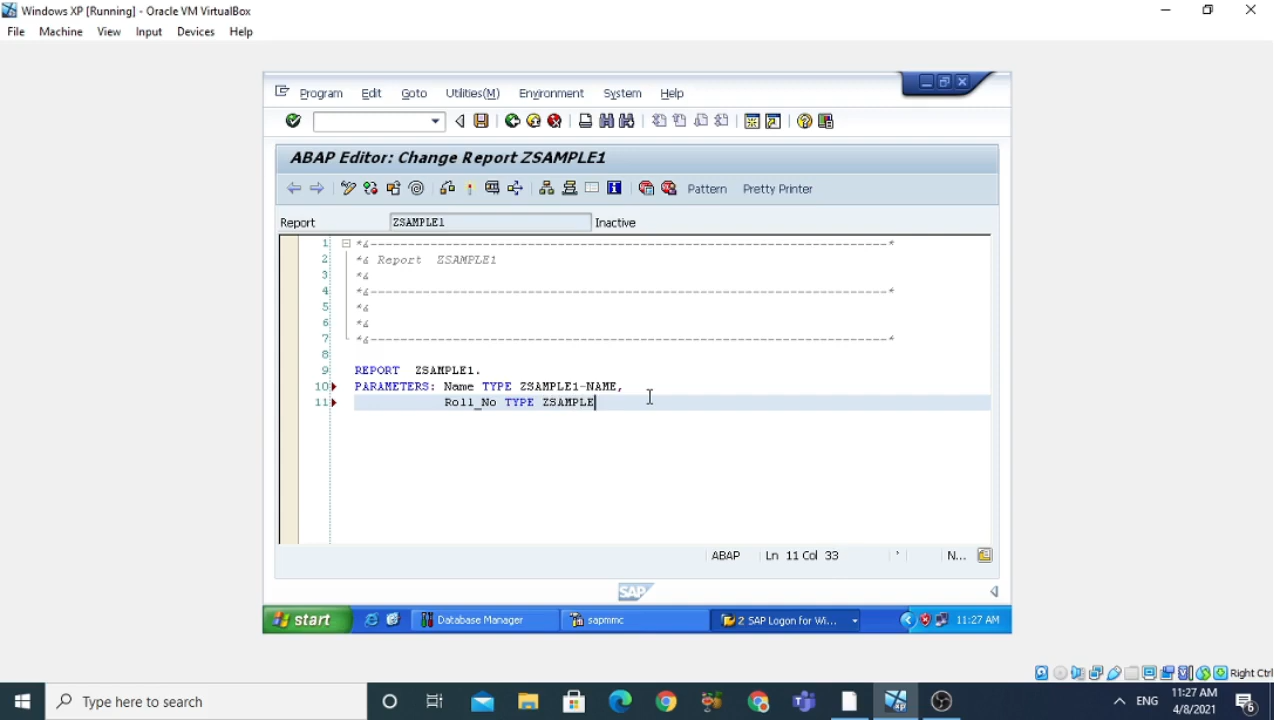 Windows XP [Running] - Oracle VM VirtualBox
File Machine View Input Devices Help
Program Edit Goto Utilities(M) Environment System Help
ABAP Editor: Change Report ZSAMPLE1
Pattern Pretty Printer
Report ZSAMPLE1 Inactive
1 *&---------------------------------------------------------------------*
2 *& Report  ZSAMPLE1
3 *&
4 *&---------------------------------------------------------------------*
5 *&
6 *&
7 *&---------------------------------------------------------------------*
8
9 REPORT  ZSAMPLE1.
10 PARAMETERS: Name TYPE ZSAMPLE1-NAME,
11 Roll_No TYPE ZSAMPLE
ABAP Ln 11 Col 33 N...
SAP
start Database Manager sapmmc 2 SAP Logon for Wi... 11:27 AM
Right Ctrl
Type here to search ENG 11:27 AM
4/8/2021 6